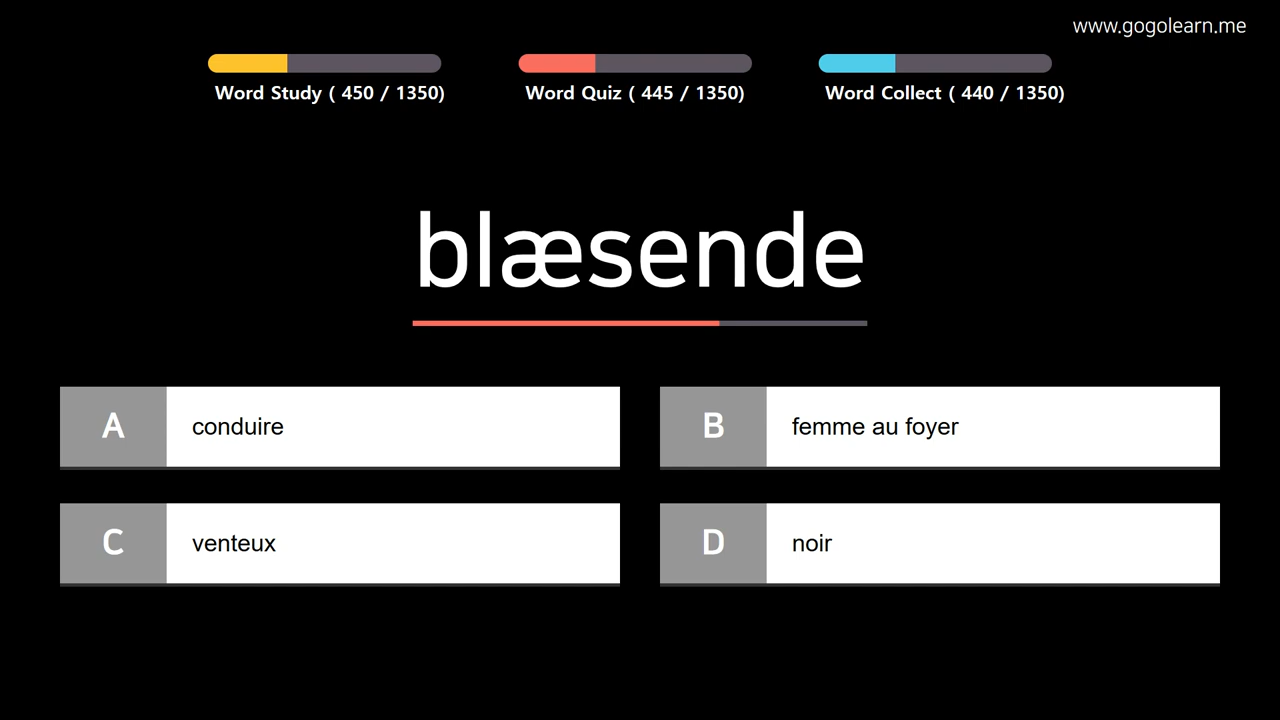 www.gogolearn.me
Word Study ( 450 / 1350)
Word Quiz ( 445 / 1350)
Word Collect ( 440 / 1350)
blæsende
A conduire
B femme au foyer
C venteux
D noir